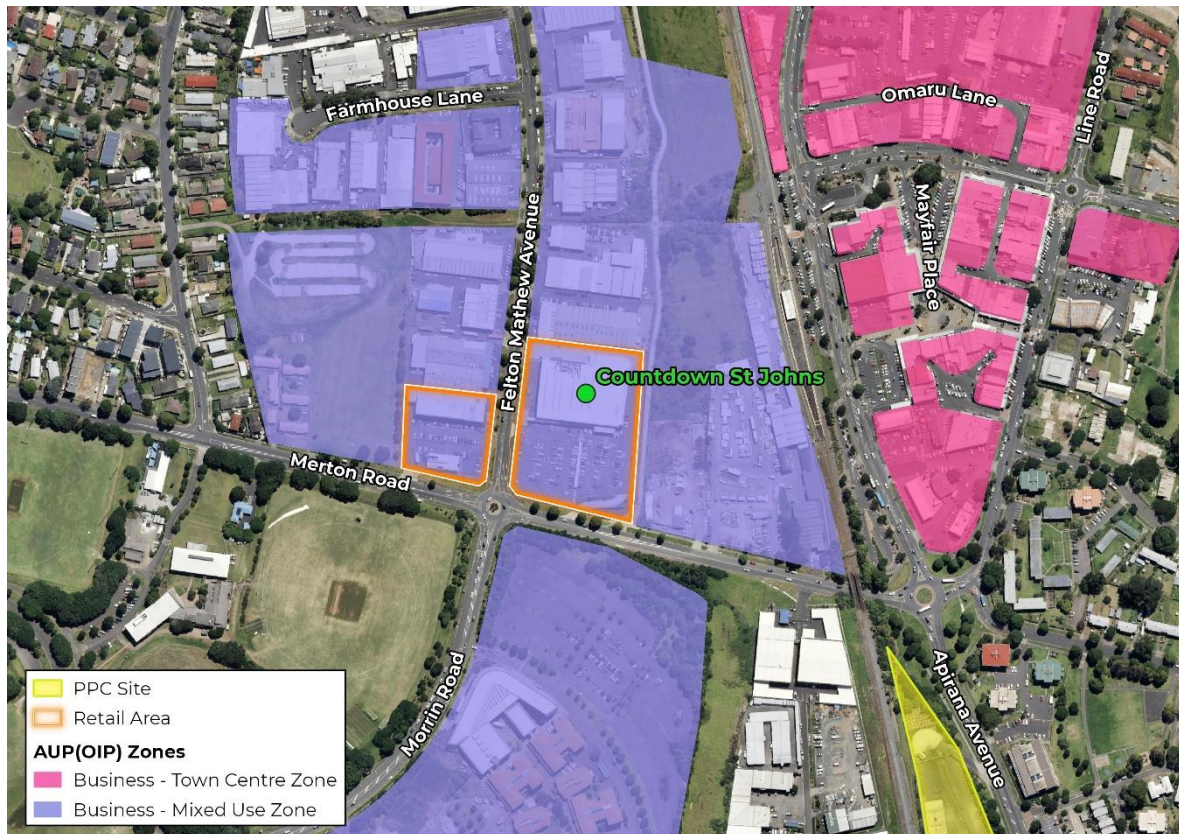 Farmhouse Lane
Omaru Lane
Line Road
Mayfair Place
Felton Mathew Avenue
Countdown St Johns
Merton Road
Morrin Road
Apirana Avenue
PPC Site
Retail Area
AUP(OIP) Zones
Business - Town Centre Zone
Business - Mixed Use Zone